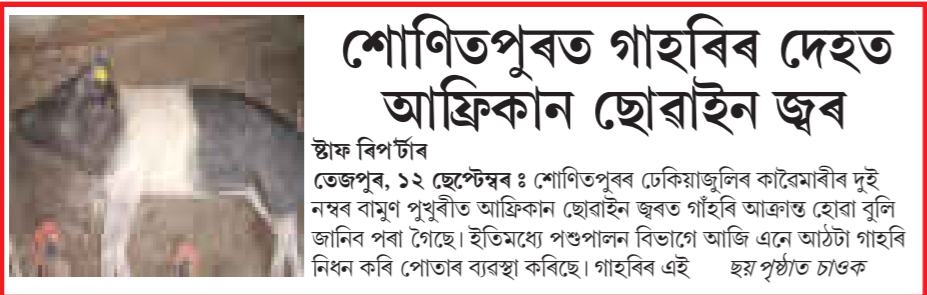 শোণিতপুৰত গাহৰিৰ দেহত
আফ্ৰিকান ছোৱাইন জ্বৰ
ষ্টাফ ৰিপৰ্টাৰ
তেজপুৰ, ১২ ছেপ্টেম্বৰ ঃ শোণিতপুৰৰ ঢেকিয়াজুলিৰ কাৱৈমাৰীৰ দুই
নম্বৰ বামুণ পুখুৰীত আফ্ৰিকান ছোৱাইন জ্বৰত গাঁহৰি আক্ৰান্ত হোৱা বুলি
জানিব পৰা গৈছে। ইতিমধ্যে পশুপালন বিভাগে আজি এনে আঠটা গাহৰি
নিধন কৰি পোতাৰ ব্যৱস্থা কৰিছে। গাহৰিৰ এই ছয় পৃষ্ঠাত চাওক